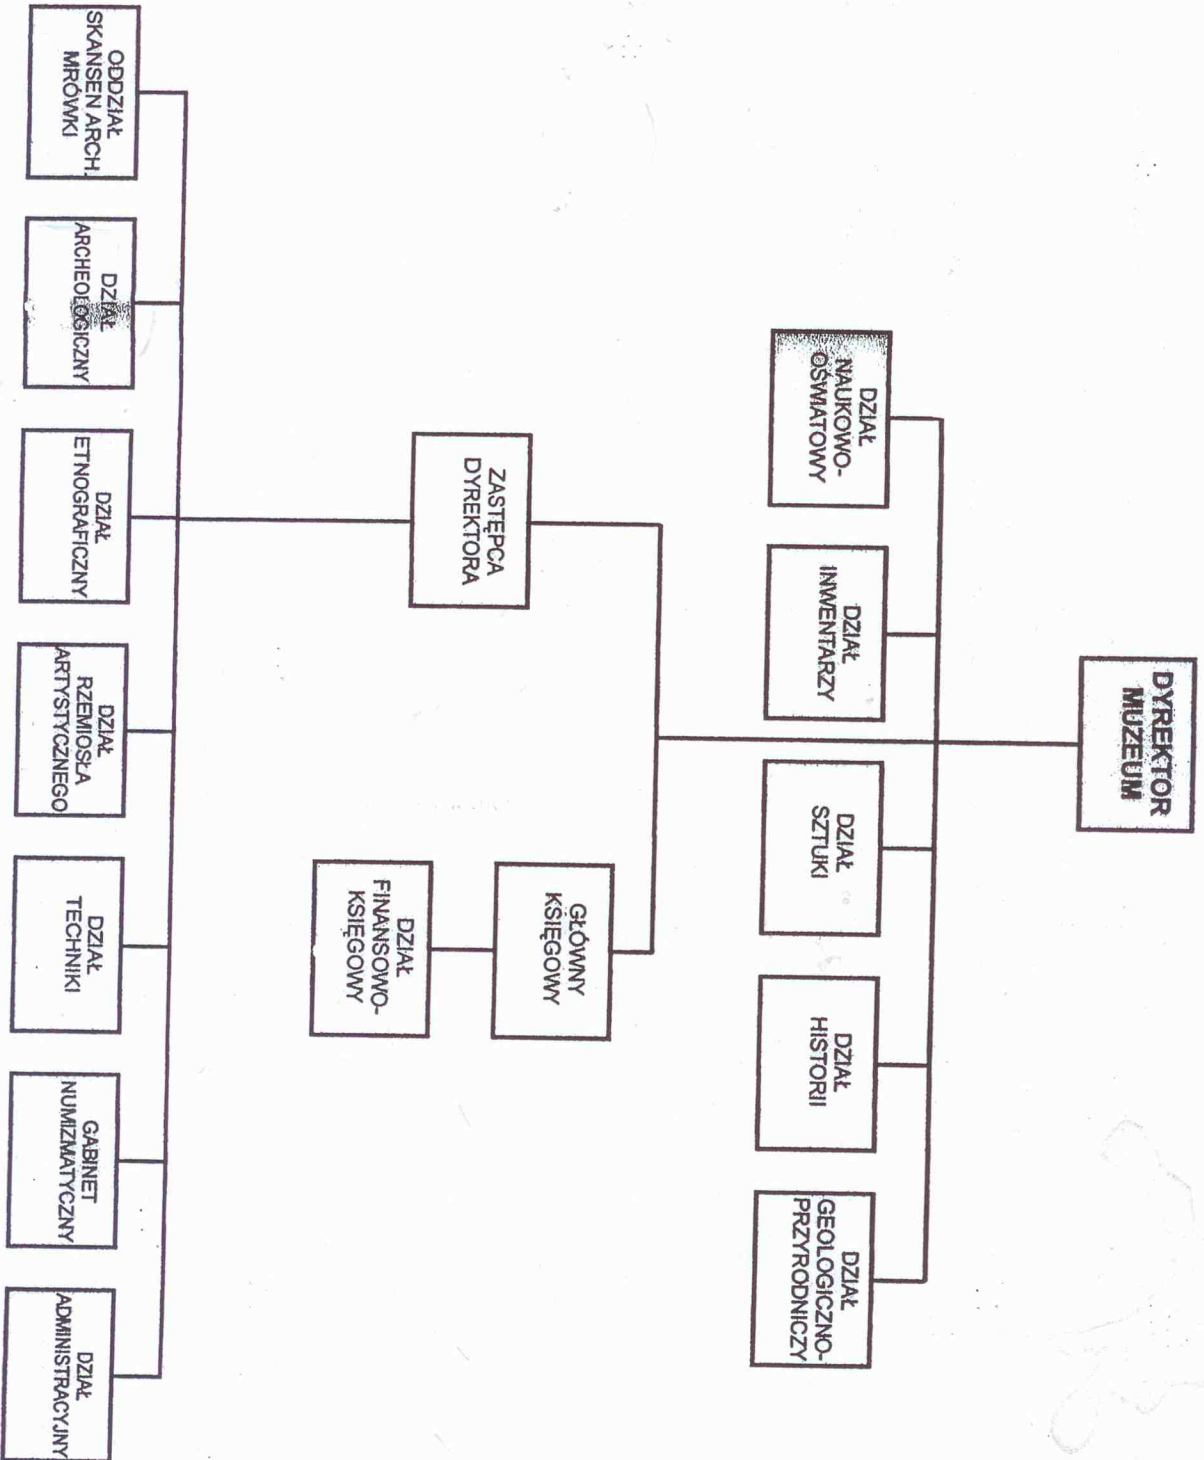 DYREKTOR
MUZEUM
DZIAŁ
NAUKOWO-
OŚWIATOWY
DZIAŁ
INWENTARZY
DZIAŁ
SZTUKI
DZIAŁ
HISTORII
DZIAŁ
GEOLOGICZNO-
PRZYRODNICZY
ZASTĘPCA
DYREKTORA
GŁÓWNY
KSIĘGOWY
DZIAŁ
FINANSOWO-
KSIĘGOWY
ODDZIAŁ
SKANSEN ARCH.
MRÓWKI
DZIAŁ
ARCHEOLOGICZNY
DZIAŁ
ETNOGRAFICZNY
DZIAŁ
RZEMIOSŁA
ARTYSTYCZNEGO
DZIAŁ
TECHNIKI
GABINET
NUMIZMATYCZNY
DZIAŁ
ADMINISTRACYJNY